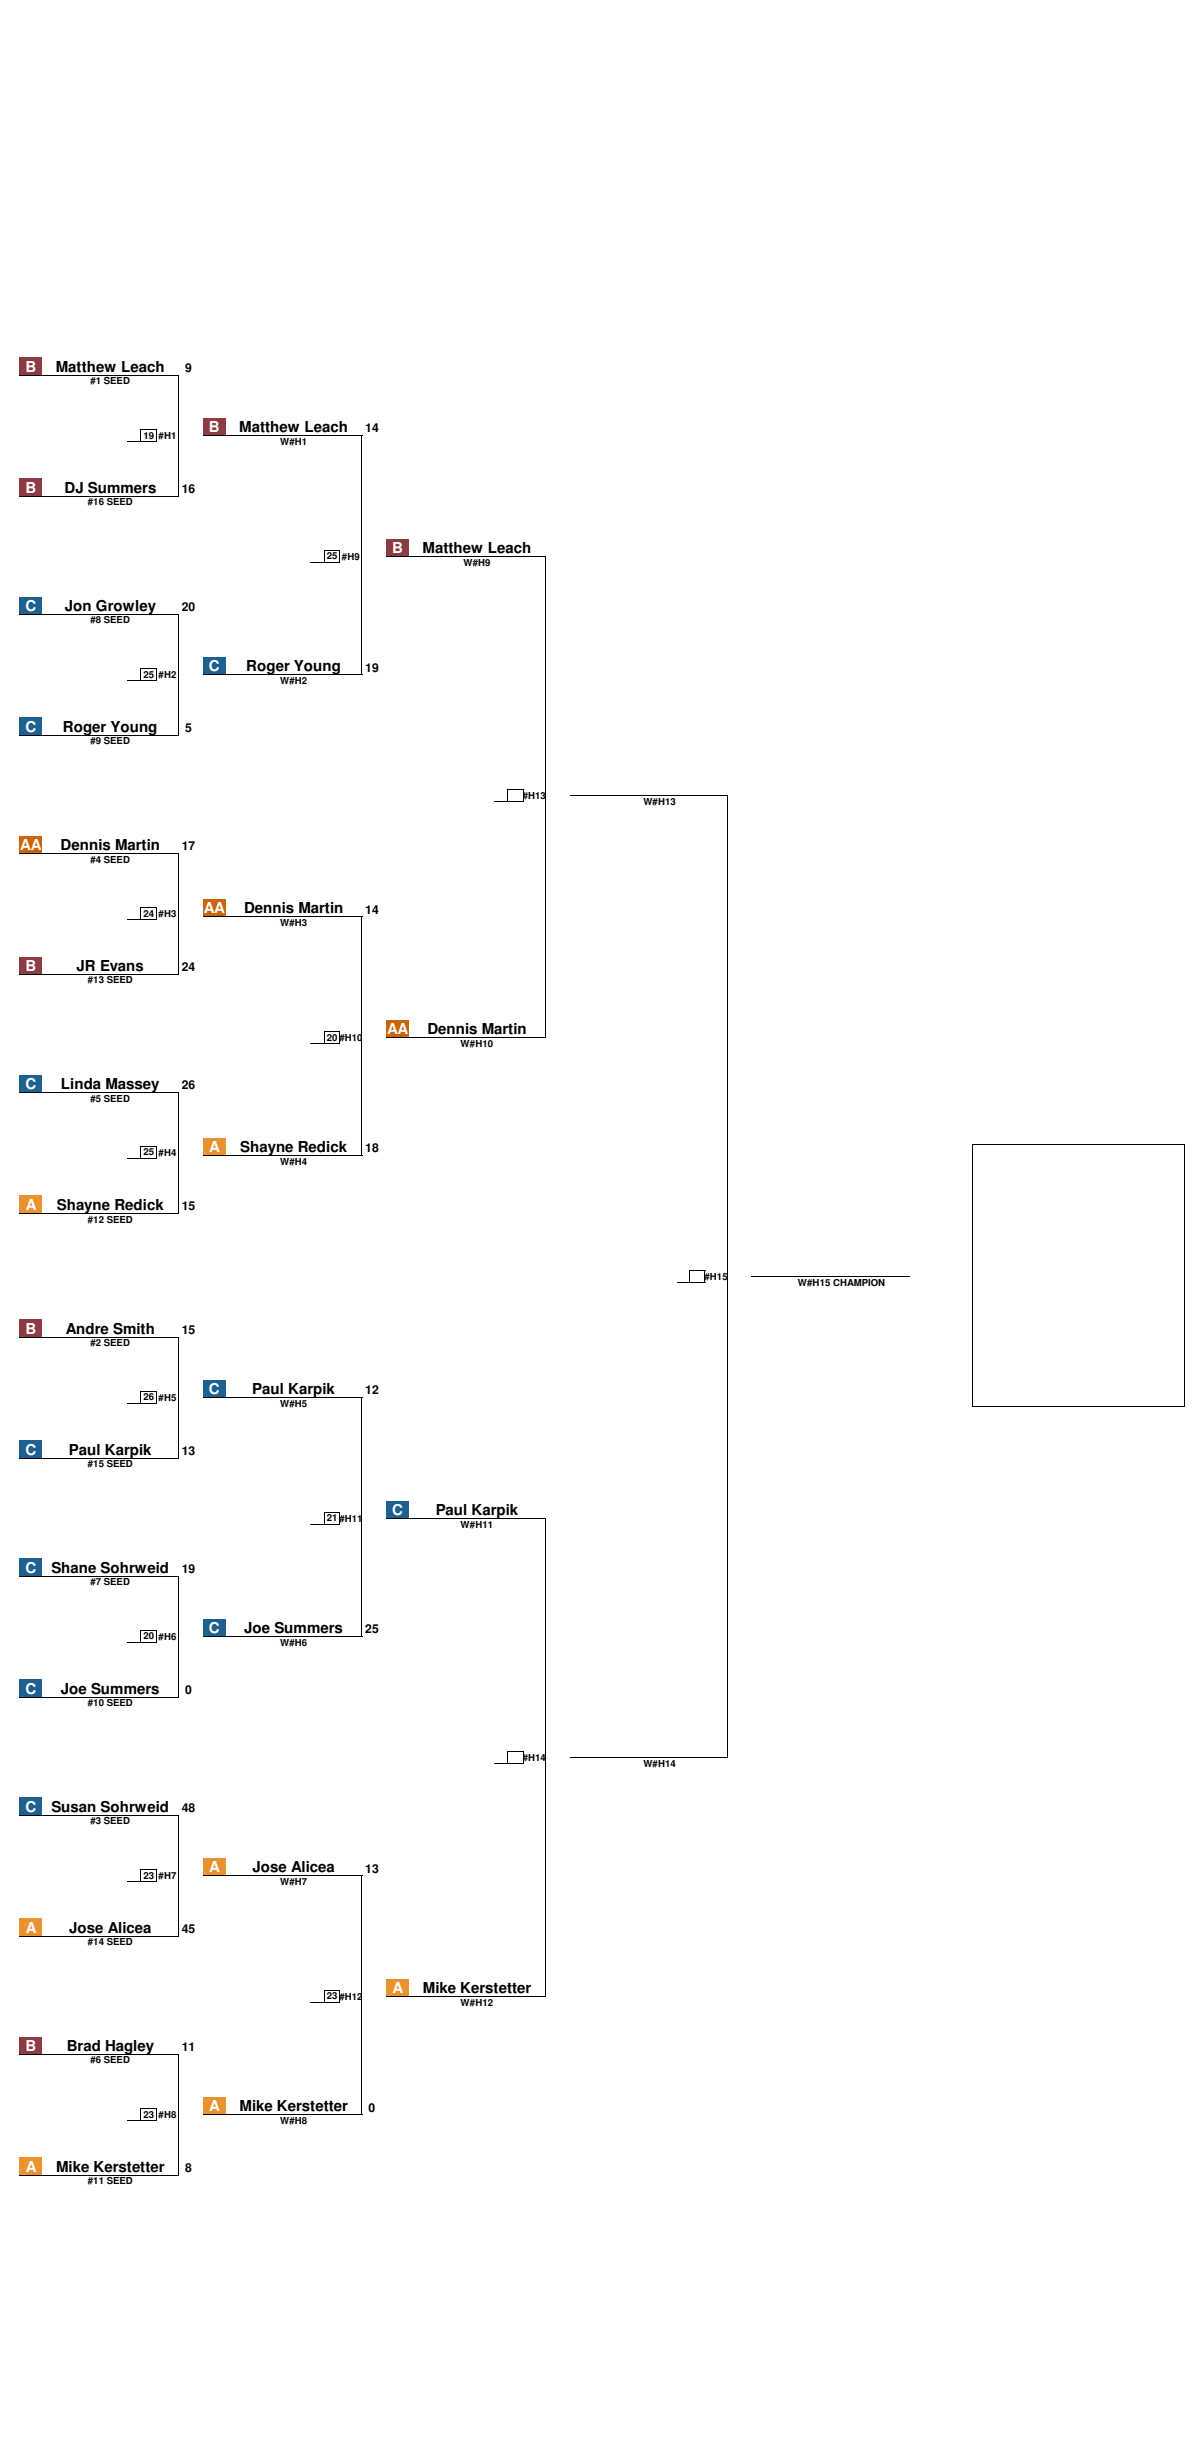 B Matthew Leach 9
#1 SEED
19 #H1
B DJ Summers 16
#16 SEED
C Jon Growley 20
#8 SEED
25 #H2
C Roger Young 5
#9 SEED
AA Dennis Martin 17
#4 SEED
24 #H3
B JR Evans 24
#13 SEED
C Linda Massey 26
#5 SEED
25 #H4
A Shayne Redick 15
#12 SEED
B Andre Smith 15
#2 SEED
26 #H5
C Paul Karpik 13
#15 SEED
C Shane Sohrweid 19
#7 SEED
20 #H6
C Joe Summers 0
#10 SEED
C Susan Sohrweid 48
#3 SEED
23 #H7
A Jose Alicea 45
#14 SEED
B Brad Hagley 11
#6 SEED
23 #H8
A Mike Kerstetter 8
#11 SEED
B Matthew Leach 14
W#H1
25 #H9
C Roger Young 19
W#H2
AA Dennis Martin 14
W#H3
20 #H10
A Shayne Redick 18
W#H4
C Paul Karpik 12
W#H5
21 #H11
C Joe Summers 25
W#H6
A Jose Alicea 13
W#H7
23 #H12
A Mike Kerstetter 0
W#H8
B Matthew Leach
W#H9
#H13
AA Dennis Martin
W#H10
C Paul Karpik
W#H11
#H14
A Mike Kerstetter
W#H12
W#H13
#H15
W#H14
W#H15 CHAMPION